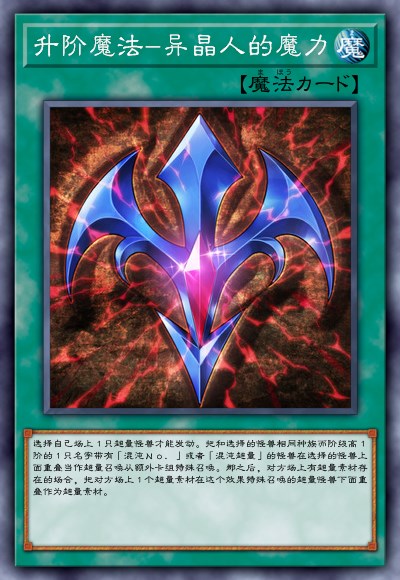 升阶魔法-异晶人的魔力
魔
【魔法カード】
ま ほう
选择自己场上1只超量怪兽才能发动。把和选择的怪兽相同种族而阶级高1
阶的1只名字带有「混沌No.」或者「混沌超量」的怪兽在选择的怪兽上
面重叠当作超量召唤从额外卡组特殊召唤。那之后，对方场上有超量素材存
在的场合，把对方场上1个超量素材在这个效果特殊召唤的超量怪兽下面重
叠作为超量素材。